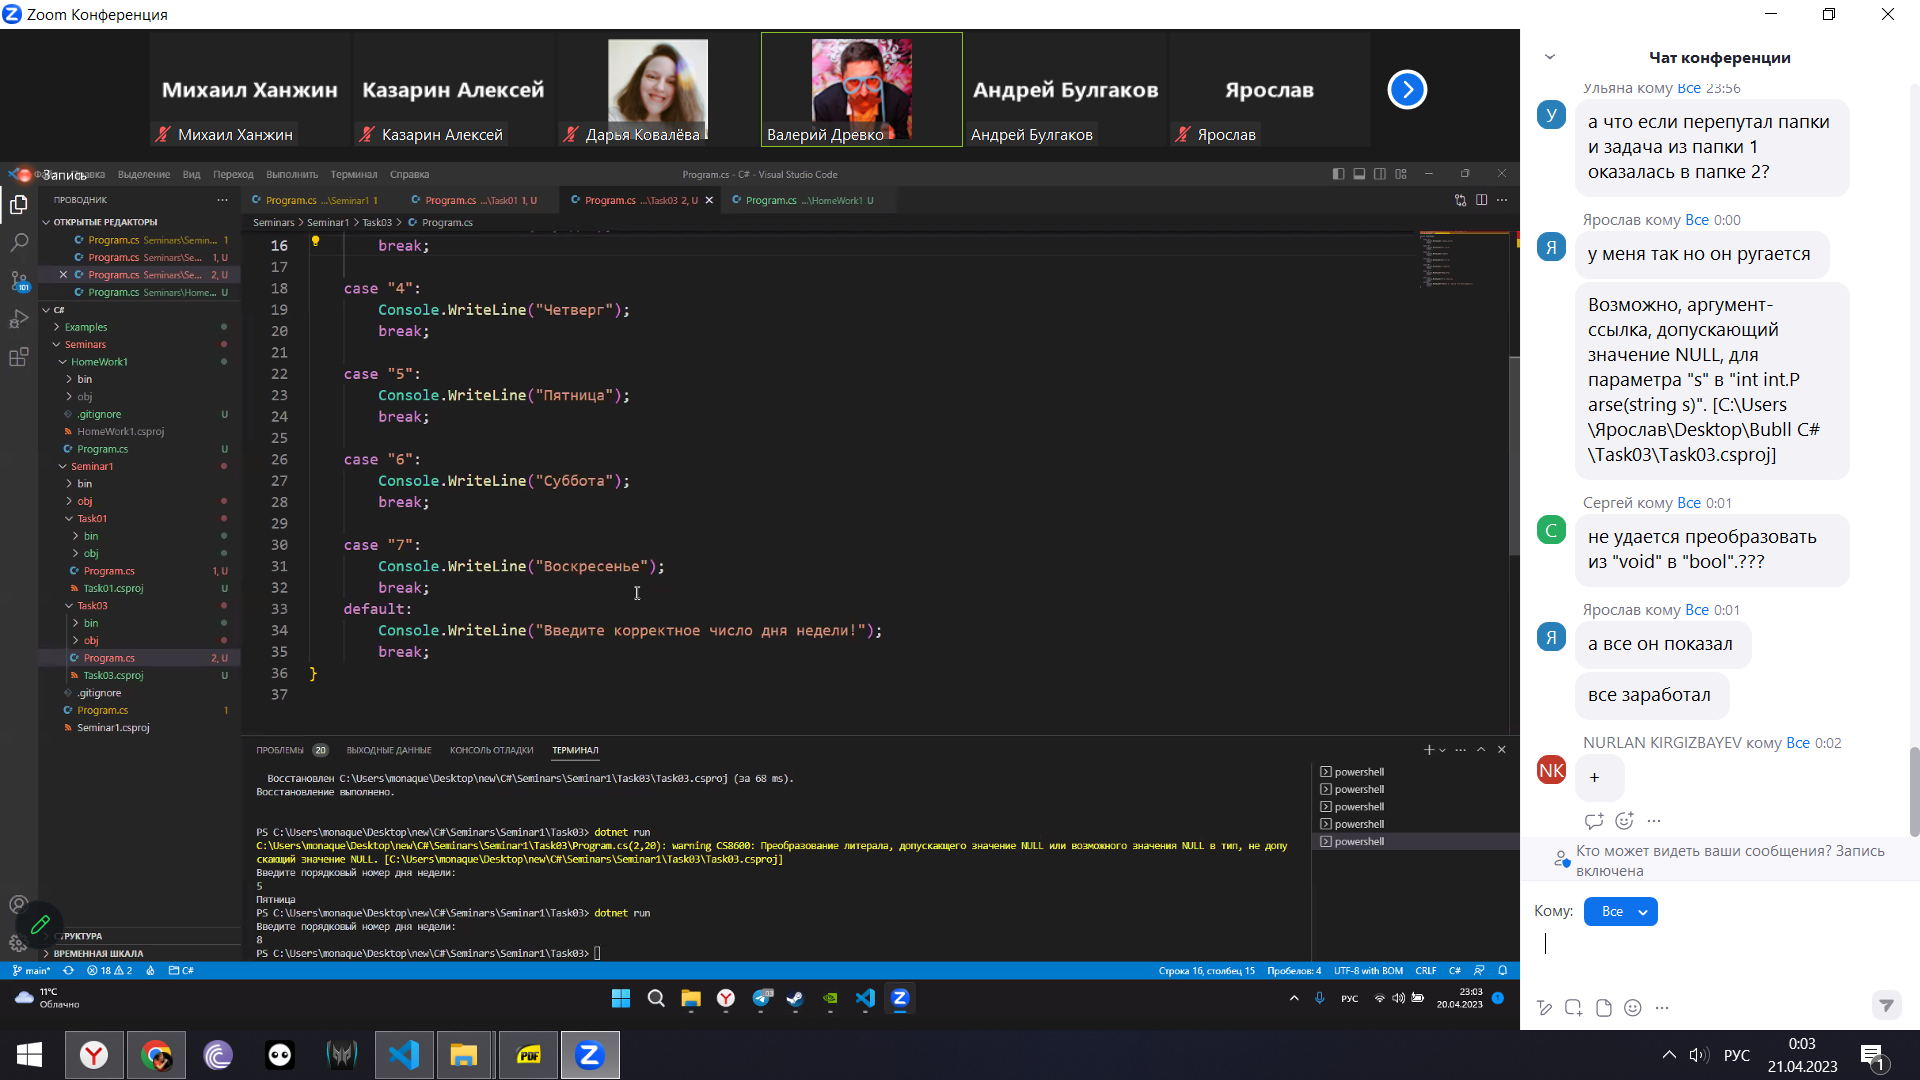 Zoom Конференция
Михаил Ханжин
Казарин Алексей
Андрей Булгаков
Ярослав
Михаил Ханжин
Казарин Алексей
Дарья Ковалёва
Валерий Древко
Андрей Булгаков
Ярослав
Запись
Выделение Вид Переход Выполнить Терминал Справка
Program.cs - C# - Visual Studio Code
ПРОВОДНИК
Program.cs ...\Seminar1 1
Program.cs ...\Task01 1, U
Program.cs ...\Task03 2, U
Program.cs ...\HomeWork1 U
ОТКРЫТЫЕ РЕДАКТОРЫ
Seminars > Seminar1 > Task03 > Program.cs
Program.cs Seminars\Semin... 1
Program.cs Seminars\Se... 1, U
Program.cs Seminars\Se... 2, U
Program.cs Seminars\Home... U
C#
Examples
Seminars
HomeWork1
bin
obj
.gitignore U
HomeWork1.csproj
Program.cs U
Seminar1
bin
obj
Task01
bin
obj
Program.cs 1, U
Task01.csproj U
Task03
bin
obj
Program.cs 2, U
Task03.csproj U
.gitignore
Program.cs 1
Seminar1.csproj
СТРУКТУРА
ВРЕМЕННАЯ ШКАЛА
101
16 break;
17
18 case "4":
19 Console.WriteLine("Четверг");
20 break;
21
22 case "5":
23 Console.WriteLine("Пятница");
24 break;
25
26 case "6":
27 Console.WriteLine("Суббота");
28 break;
29
30 case "7":
31 Console.WriteLine("Воскресенье");
32 break;
33 default:
34 Console.WriteLine("Введите корректное число дня недели!");
35 break;
36 }
37
ПРОБЛЕМЫ 20 ВЫХОДНЫЕ ДАННЫЕ КОНСОЛЬ ОТЛАДКИ ТЕРМИНАЛ
Восстановлен C:\Users\monaque\Desktop\new\C#\Seminars\Seminar1\Task03\Task03.csproj (за 68 ms).
Восстановление выполнено.
PS C:\Users\monaque\Desktop\new\C#\Seminars\Seminar1\Task03> dotnet run
C:\Users\monaque\Desktop\new\C#\Seminars\Seminar1\Task03\Program.cs(2,20): warning CS8600: Преобразование литерала, допускающего значение NULL или возможного значения NULL в тип, не допу
скающий значение NULL. [C:\Users\monaque\Desktop\new\C#\Seminars\Seminar1\Task03\Task03.csproj]
Введите порядковый номер дня недели:
5
Пятница
PS C:\Users\monaque\Desktop\new\C#\Seminars\Seminar1\Task03> dotnet run
Введите порядковый номер дня недели:
8
PS C:\Users\monaque\Desktop\new\C#\Seminars\Seminar1\Task03>
powershell
powershell
powershell
powershell
powershell
main* 18 2 C#
Строка 16, столбец 15 Пробелов: 4 UTF-8 with BOM CRLF C#
11°C
Облачно
РУС
23:03
20.04.2023
1
Чат конференции
Ульяна кому Все 23:56
У
а что если перепутал папки
и задача из папки 1
оказалась в папке 2?
Ярослав кому Все 0:00
Я
у меня так но он ругается
Возможно, аргумент-
ссылка, допускающий
значение NULL, для
параметра "s" в "int int.P
arse(string s)". [C:\Users
\Ярослав\Desktop\Bubll C#
\Task03\Task03.csproj]
Сергей кому Все 0:01
С
не удается преобразовать
из "void" в "bool".???
Ярослав кому Все 0:01
Я
а все он показал
все заработал
NURLAN KIRGIZBAYEV кому Все 0:02
NK
+
Кто может видеть ваши сообщения? Запись
включена
Кому: Все
PDF
РУС
0:03
21.04.2023
1